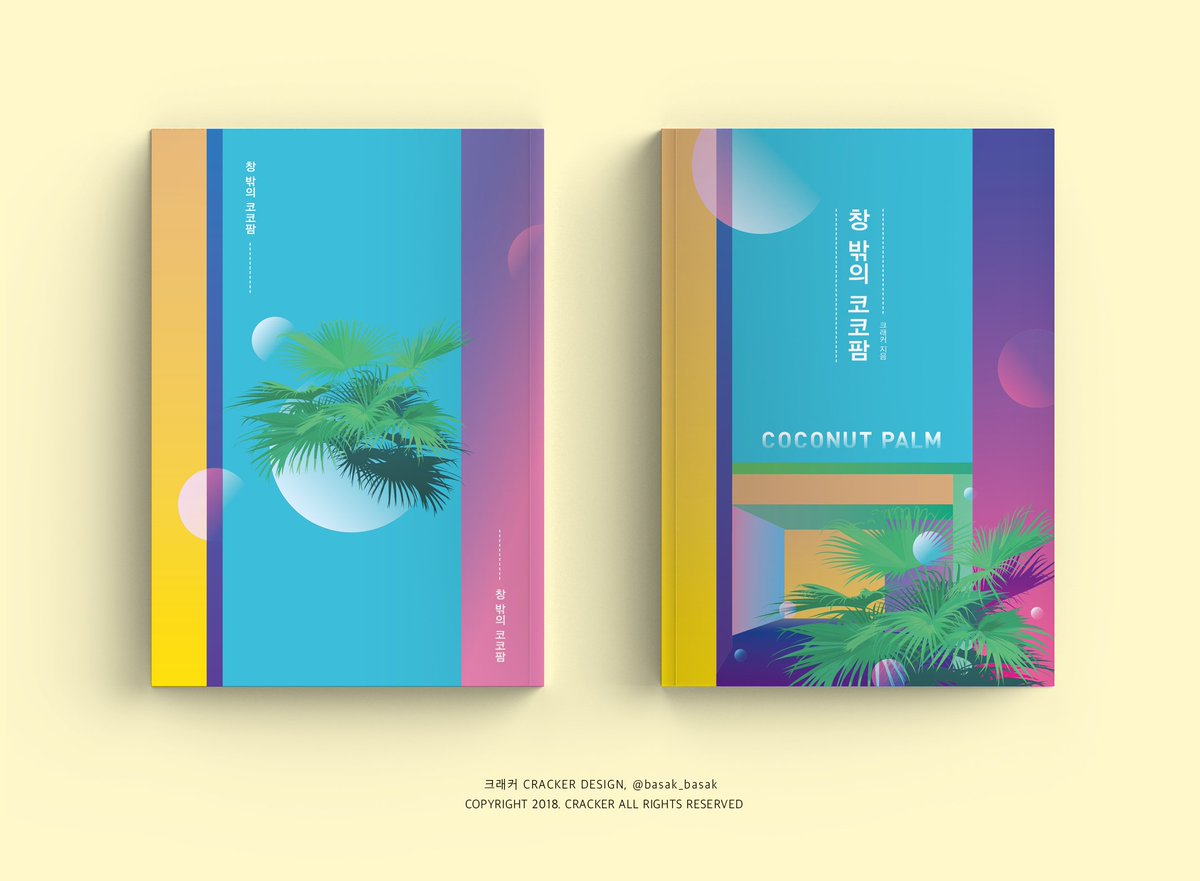 창 밖의 코코팜
창 밖의 코코팜
창 밖의 코코팜
크래커 지음
COCONUT PALM
크래커 CRACKER DESIGN, @basak_basak
COPYRIGHT 2018. CRACKER ALL RIGHTS RESERVED